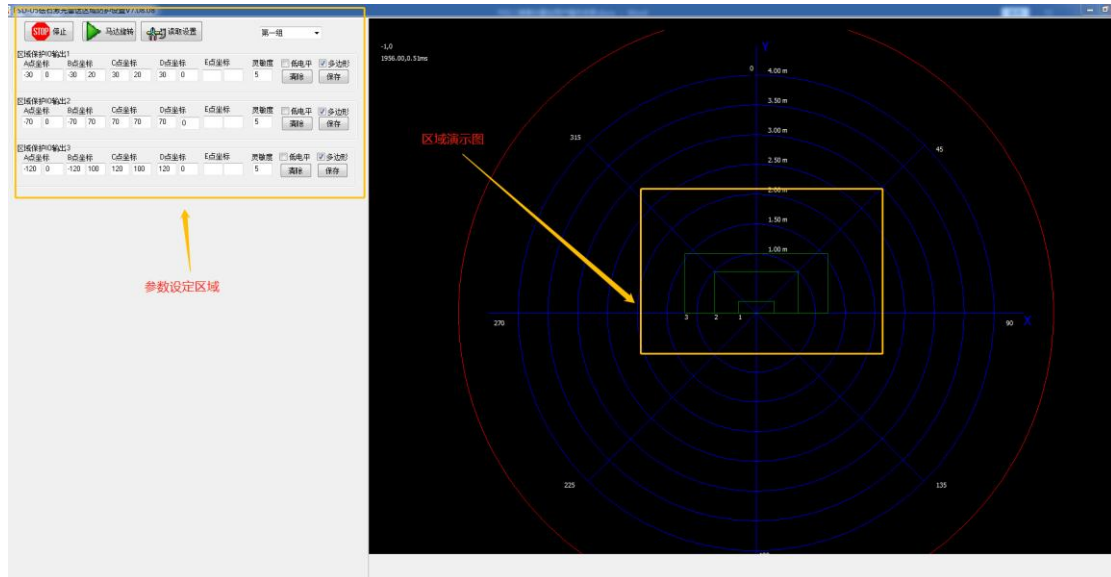 停止 马达旋转 读取设置 第一组
区域保护IO输出1
A点坐标 B点坐标 C点坐标 D点坐标 E点坐标 灵敏度 低电平 多边形
-30 0 -30 20 30 20 30 0 5 清除 保存
区域保护IO输出2
A点坐标 B点坐标 C点坐标 D点坐标 E点坐标 灵敏度 低电平 多边形
-70 0 -70 70 70 70 70 0 5 清除 保存
区域保护IO输出3
A点坐标 B点坐标 C点坐标 D点坐标 E点坐标 灵敏度 低电平 多边形
-120 0 -120 100 120 100 120 0 5 清除 保存
参数设定区域
-1,0
1956.00,0.51ms
区域演示图
Y
0 4.00 m
3.50 m
315 3.00 m 45
2.50 m
2.00 m
1.50 m
1.00 m
3 2 1
270 90 X
225 135